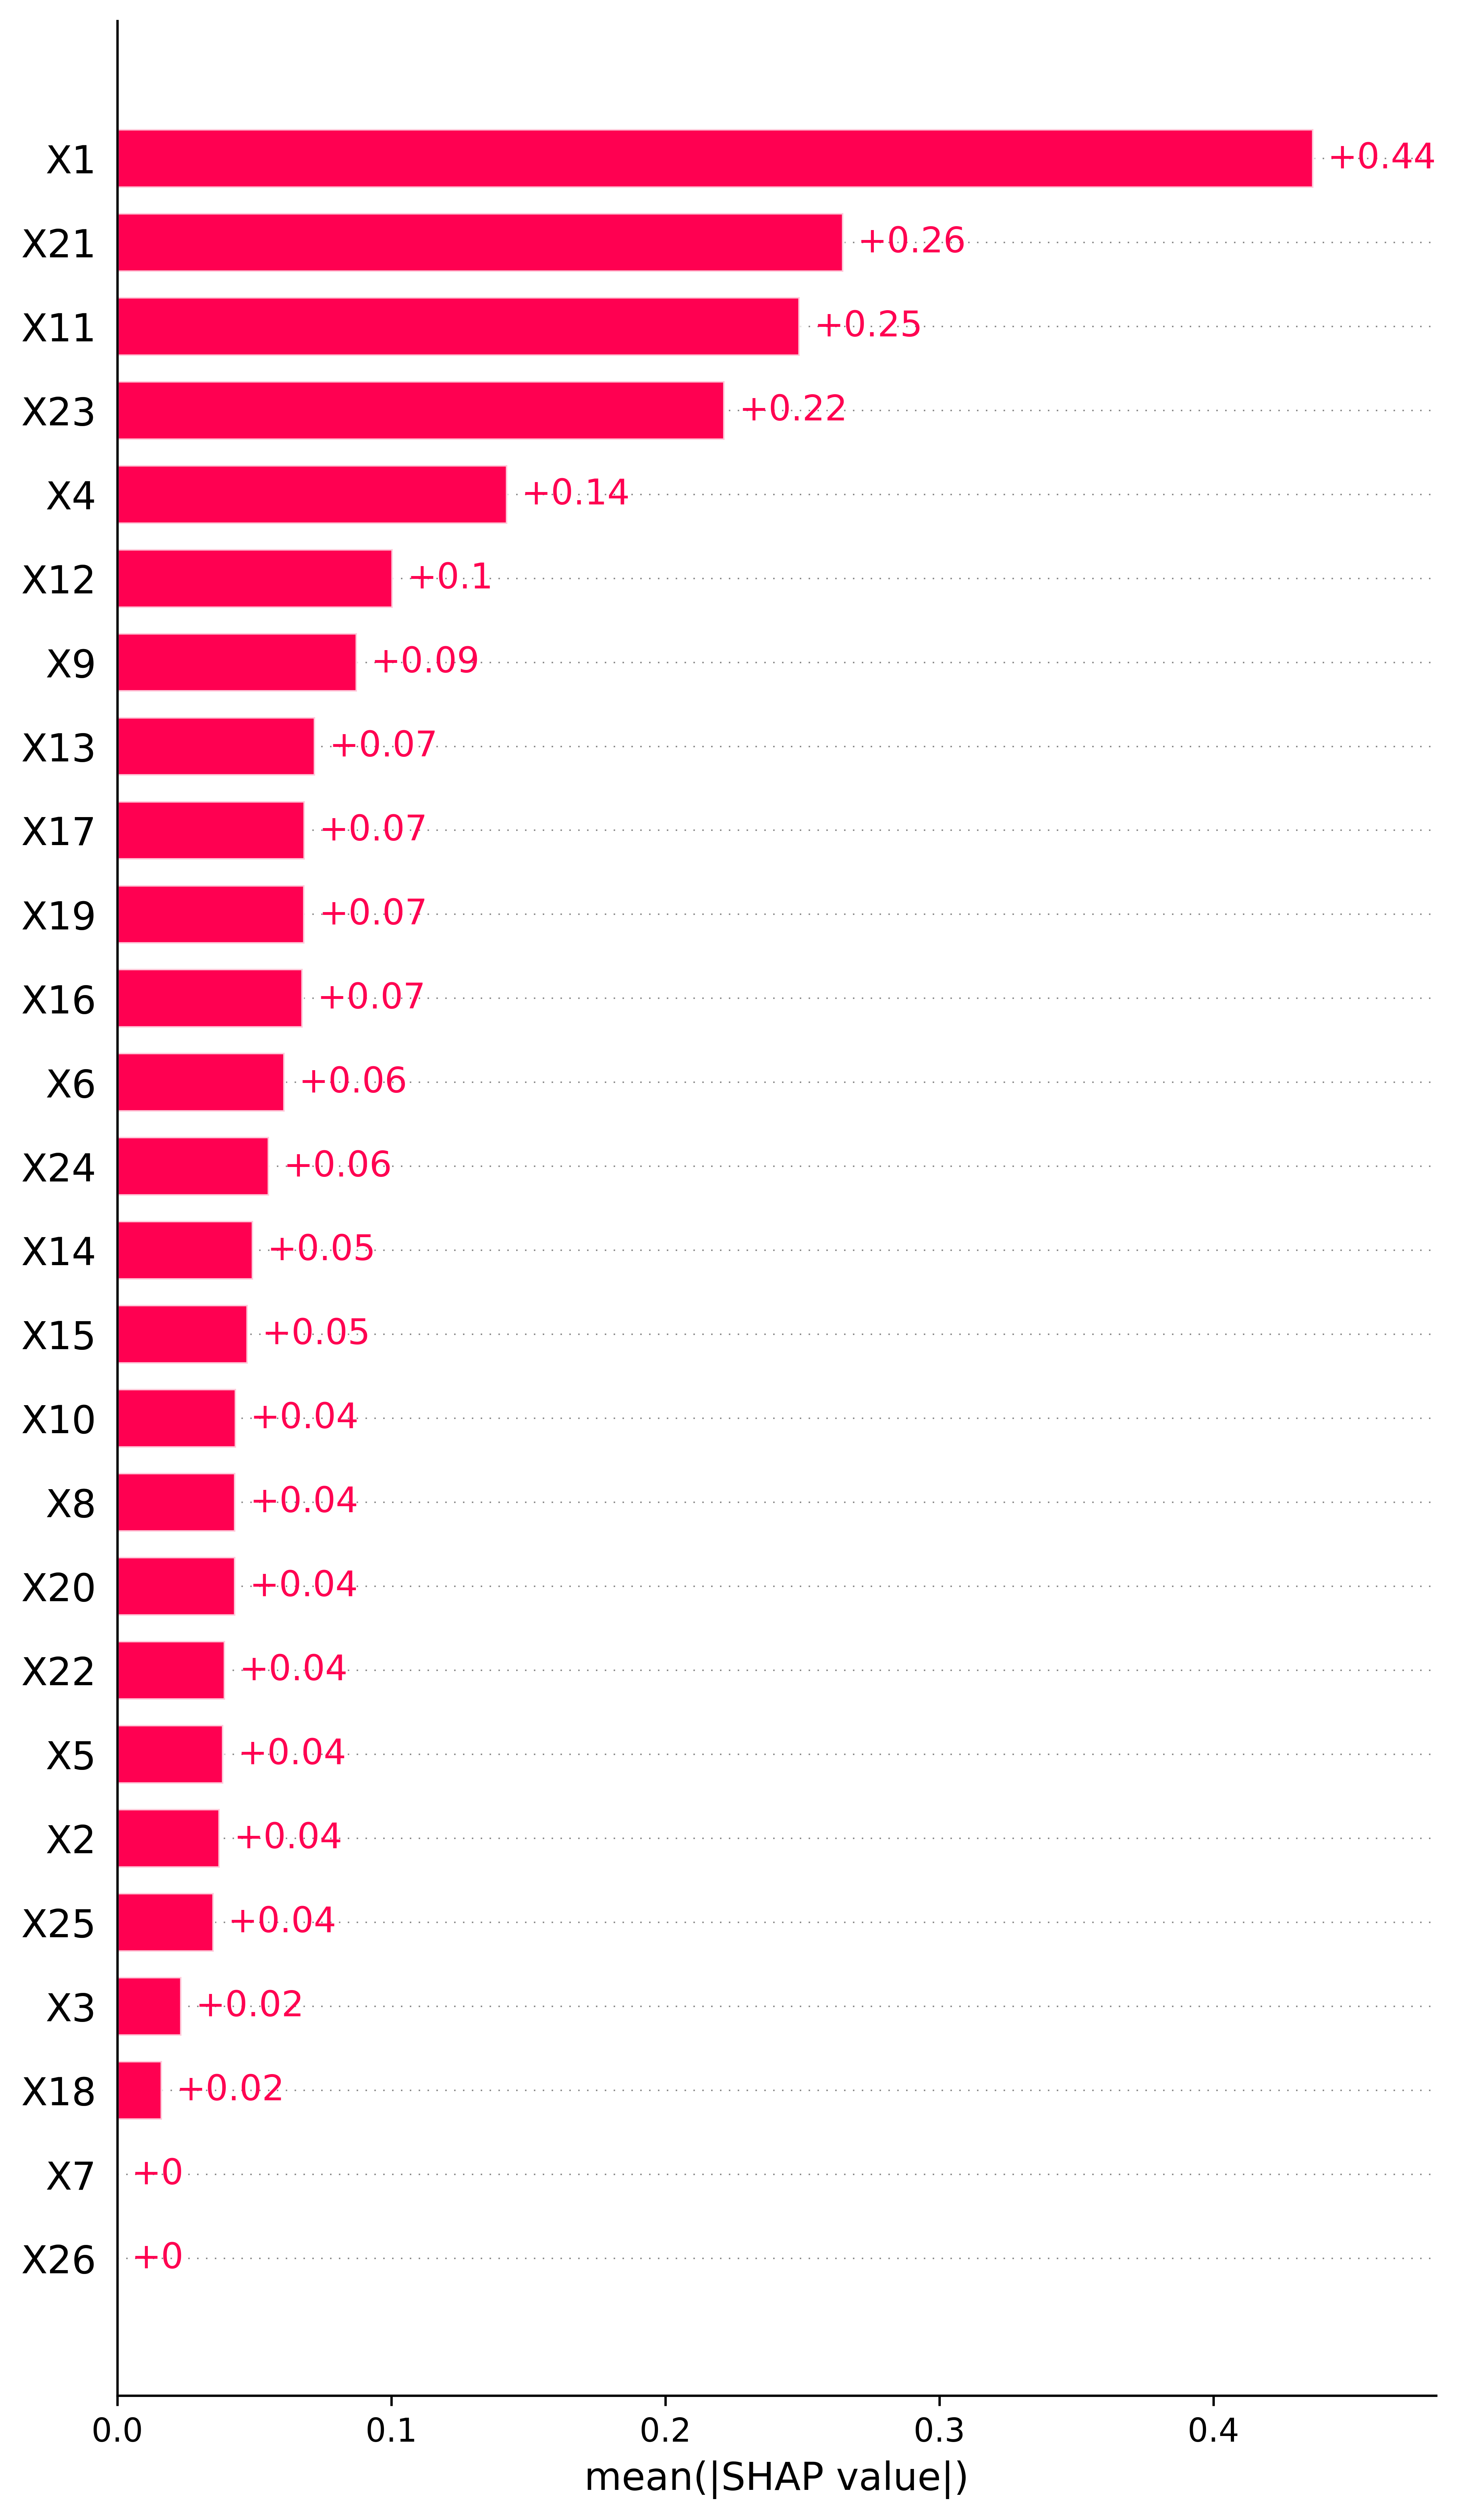 X1 +0.44
X21 +0.26
X11 +0.25
X23 +0.22
X4 +0.14
X12 +0.1
X9 +0.09
X13 +0.07
X17 +0.07
X19 +0.07
X16 +0.07
X6 +0.06
X24 +0.06
X14 +0.05
X15 +0.05
X10 +0.04
X8 +0.04
X20 +0.04
X22 +0.04
X5 +0.04
X2 +0.04
X25 +0.04
X3 +0.02
X18 +0.02
X7 +0
X26 +0
0.0 0.1 0.2 0.3 0.4
mean(|SHAP value|)